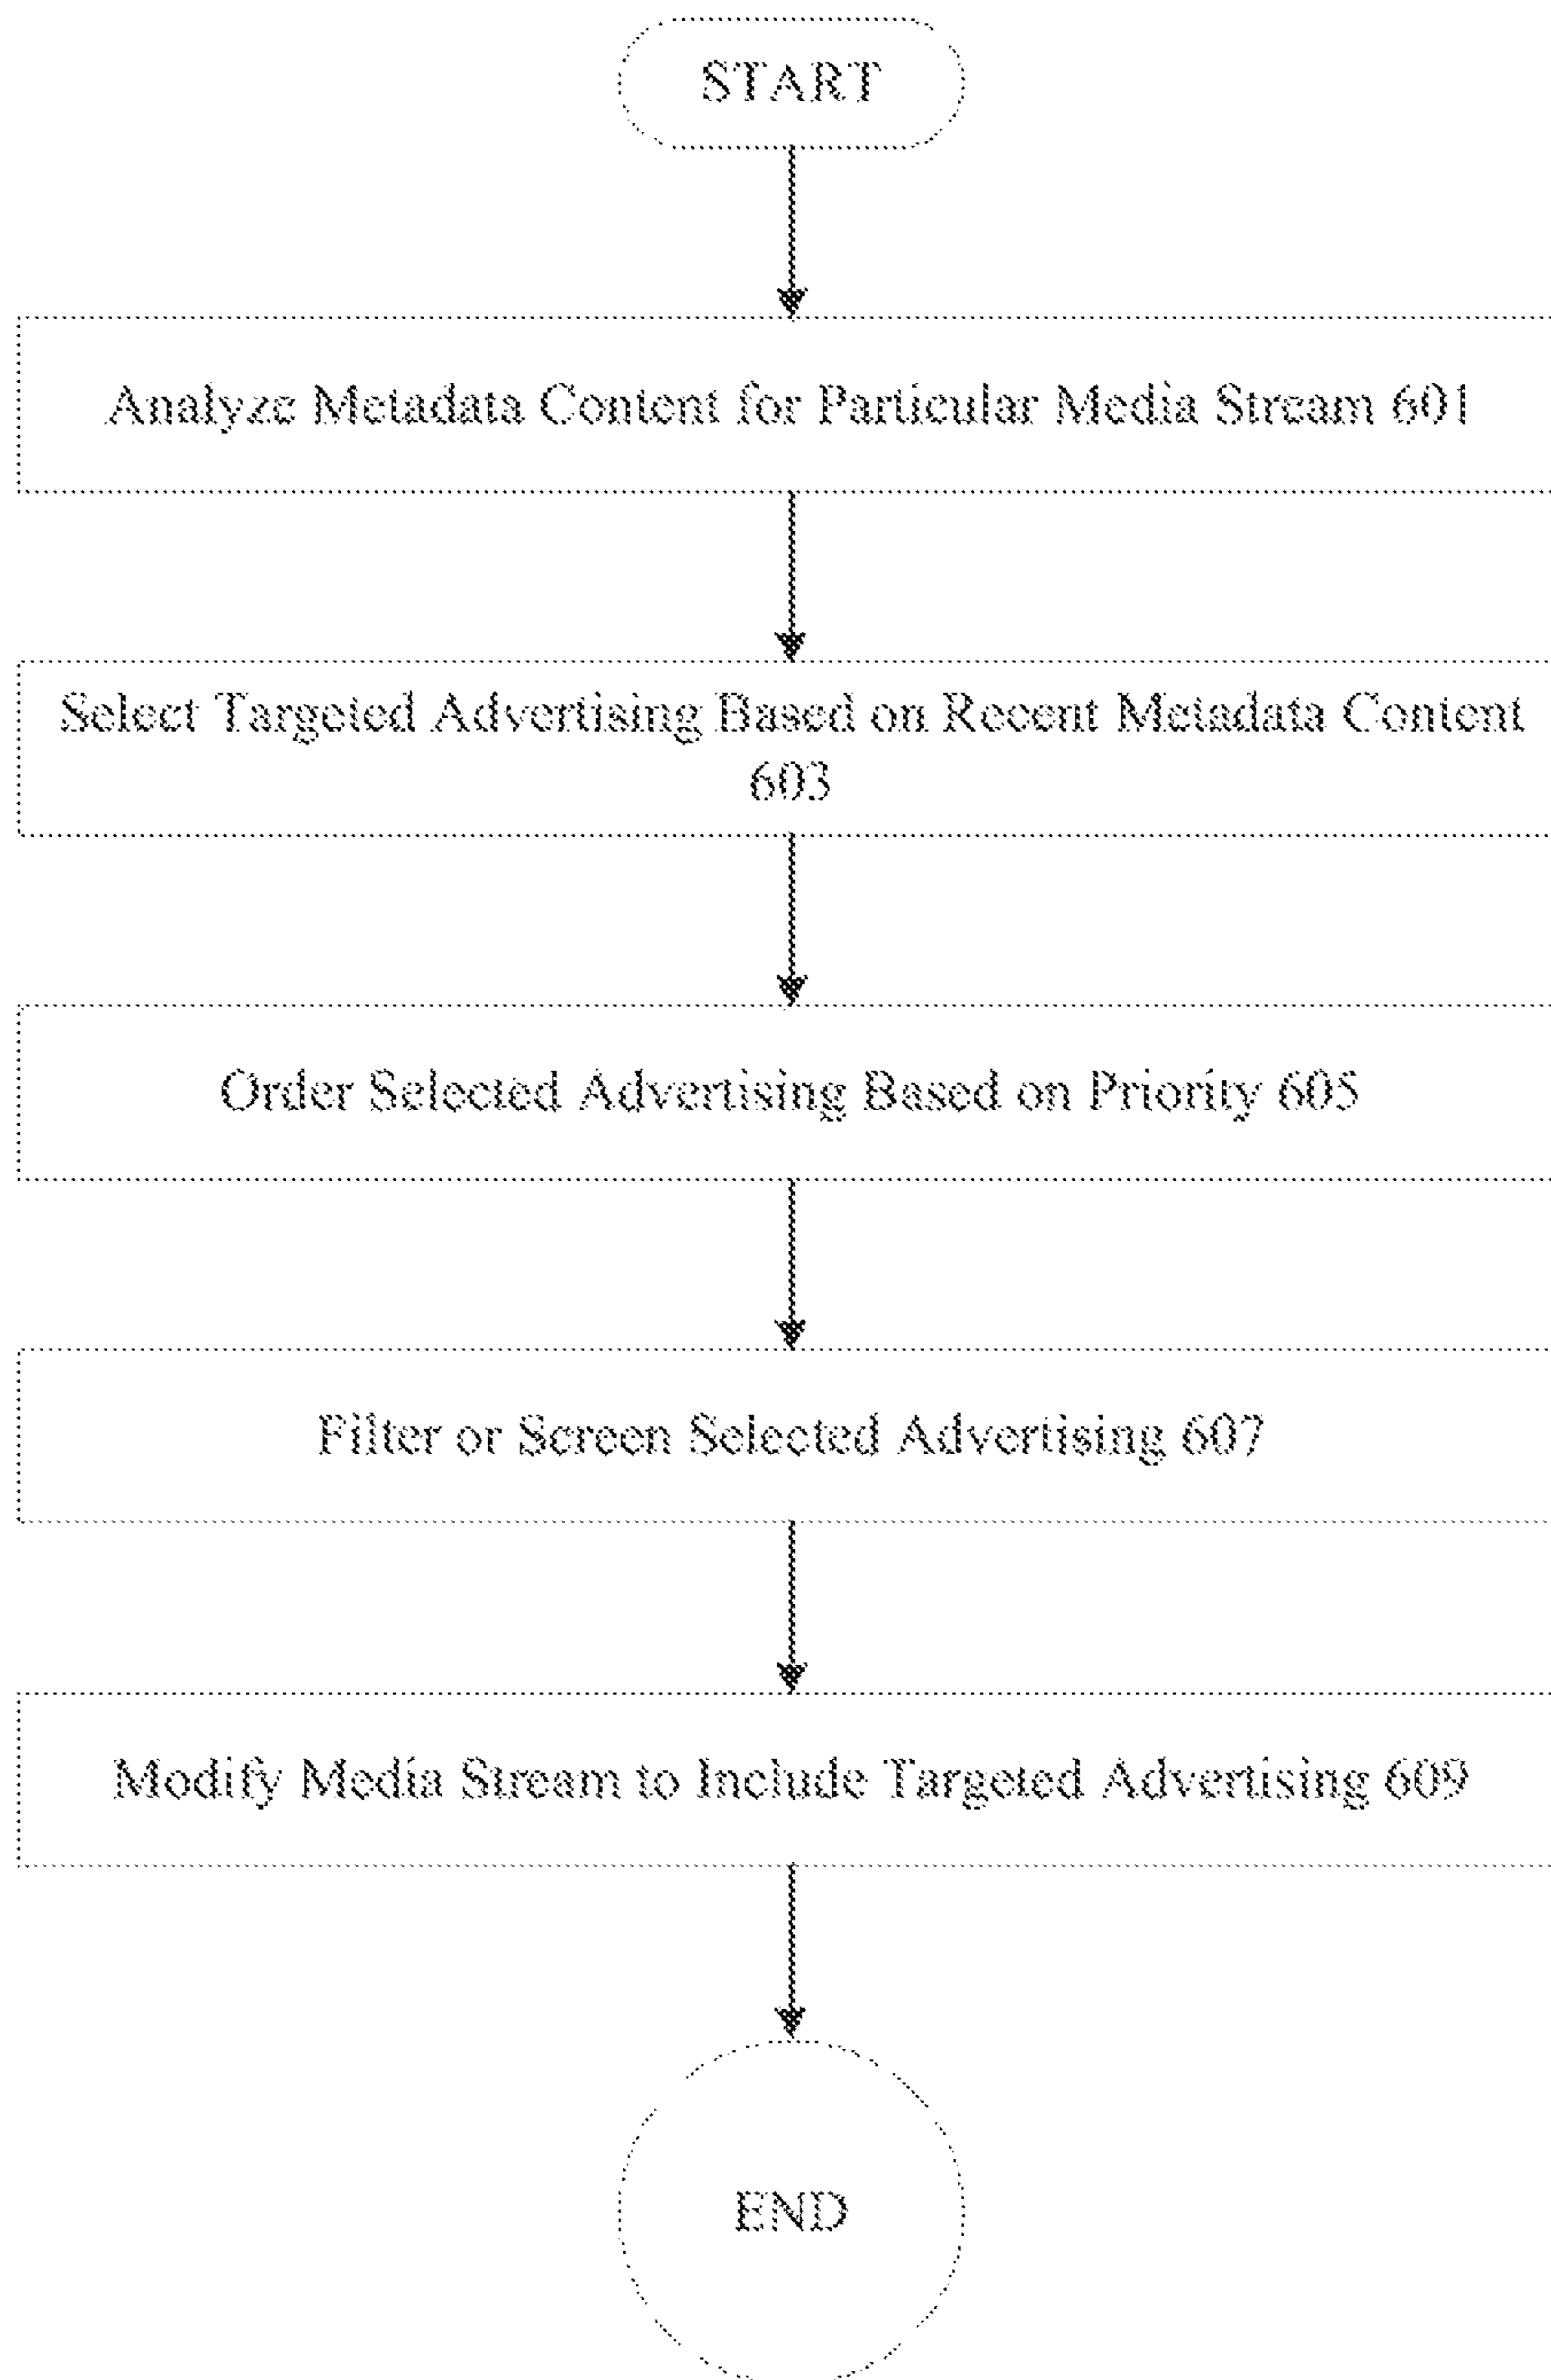 START
Analyze Metadata Content for Particular Media Stream 601
Select Targeted Advertising Based on Recent Metadata Content
603
Order Selected Advertising Based on Priority 605
Filter or Screen Selected Advertising 607
Modify Media Stream to Include Targeted Advertising 609
END